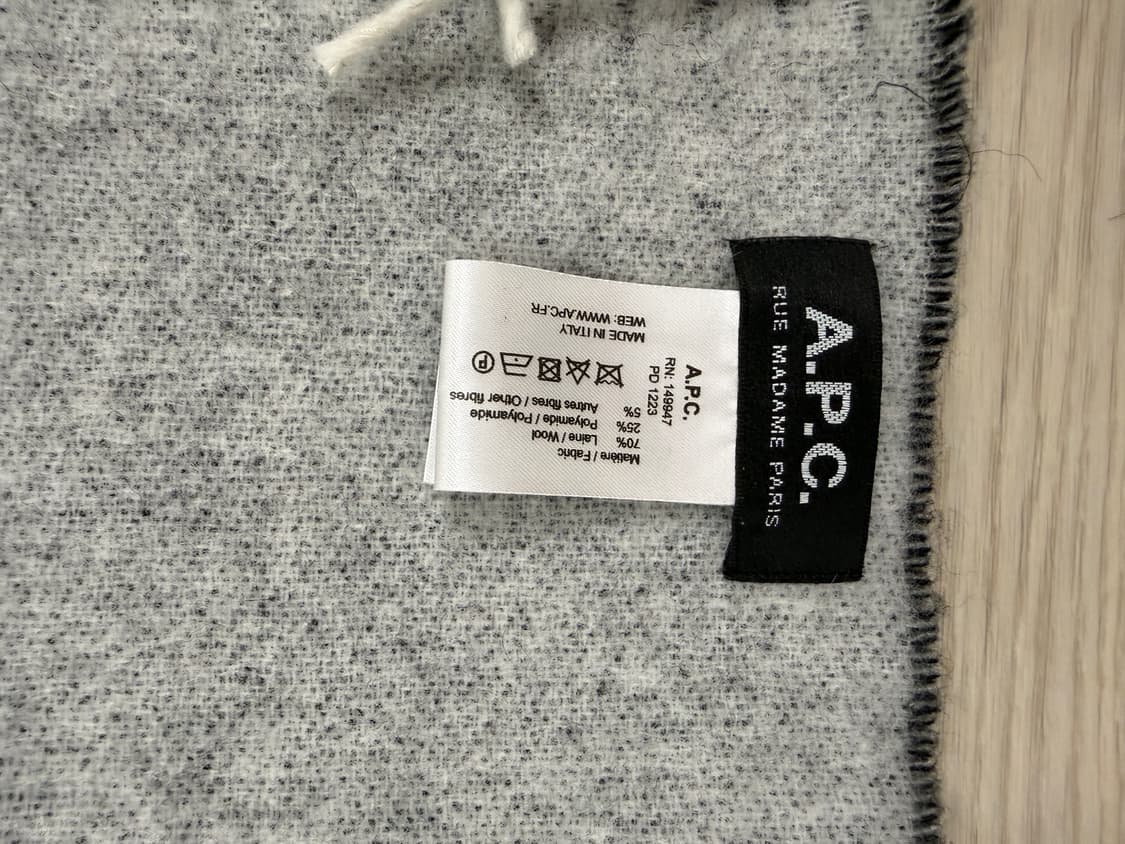 A.P.C.
RUE MADAME PARIS
A.P.C.
RN: 149947
PD 1223
Matière / Fabric
70% Laine / Wool
25% Polyamide / Polyamide
5% Autres fibres / Other fibres
P
MADE IN ITALY
WEB: WWW.APC.FR